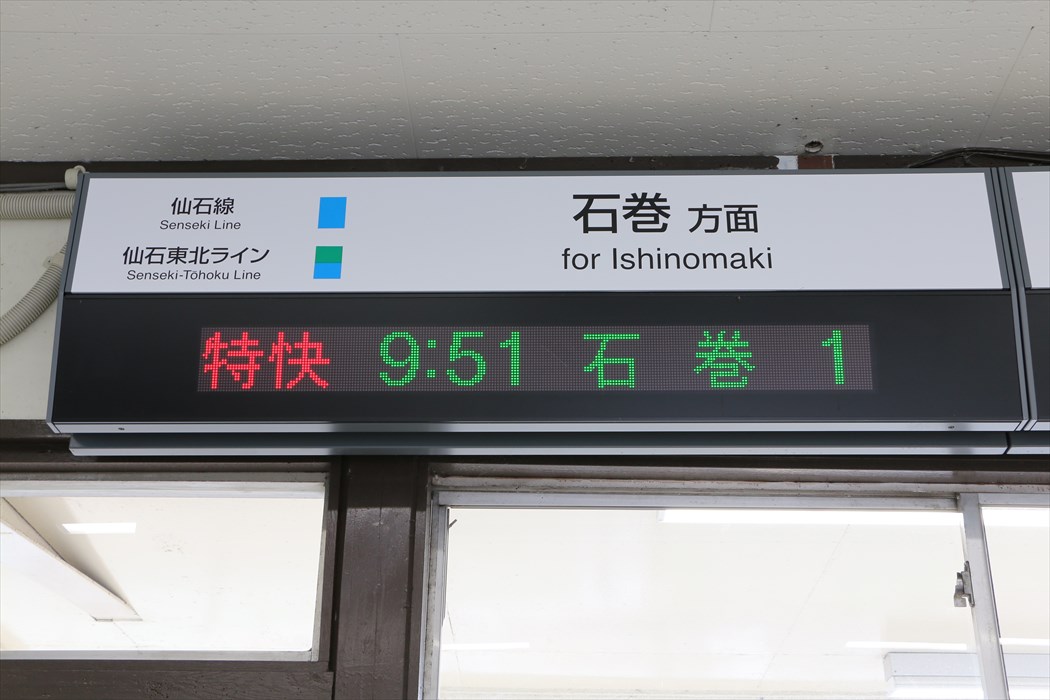 仙石線
Senseki Line
仙石東北ライン
Senseki-Tōhoku Line
石巻 方面
for Ishinomaki
特快 9:51 石巻 1